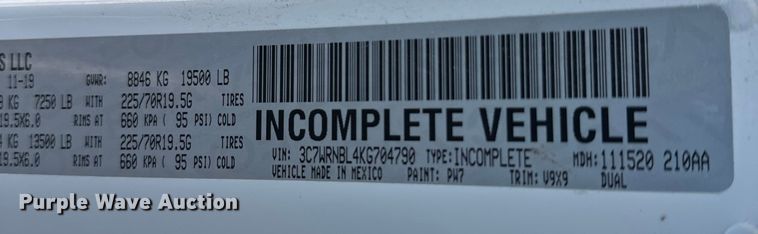 S LLC
11-19 GVWR: 8846 KG 19500 LB
KG 7250 LB WITH 225/70R19.5G TIRES
19.5X6.0 RIMS AT 660 KPA ( 95 PSI) COLD
KG 13500 LB WITH 225/70R19.5G TIRES
19.5X6.0 RIMS AT 660 KPA ( 95 PSI) COLD
INCOMPLETE VEHICLE
VIN: 3C7WRNBL4KG704790 TYPE:INCOMPLETE MDH:111520 210AA
VEHICLE MADE IN MEXICO PAINT: PW7 TRIM: V9X9 DUAL
Purple Wave Auction